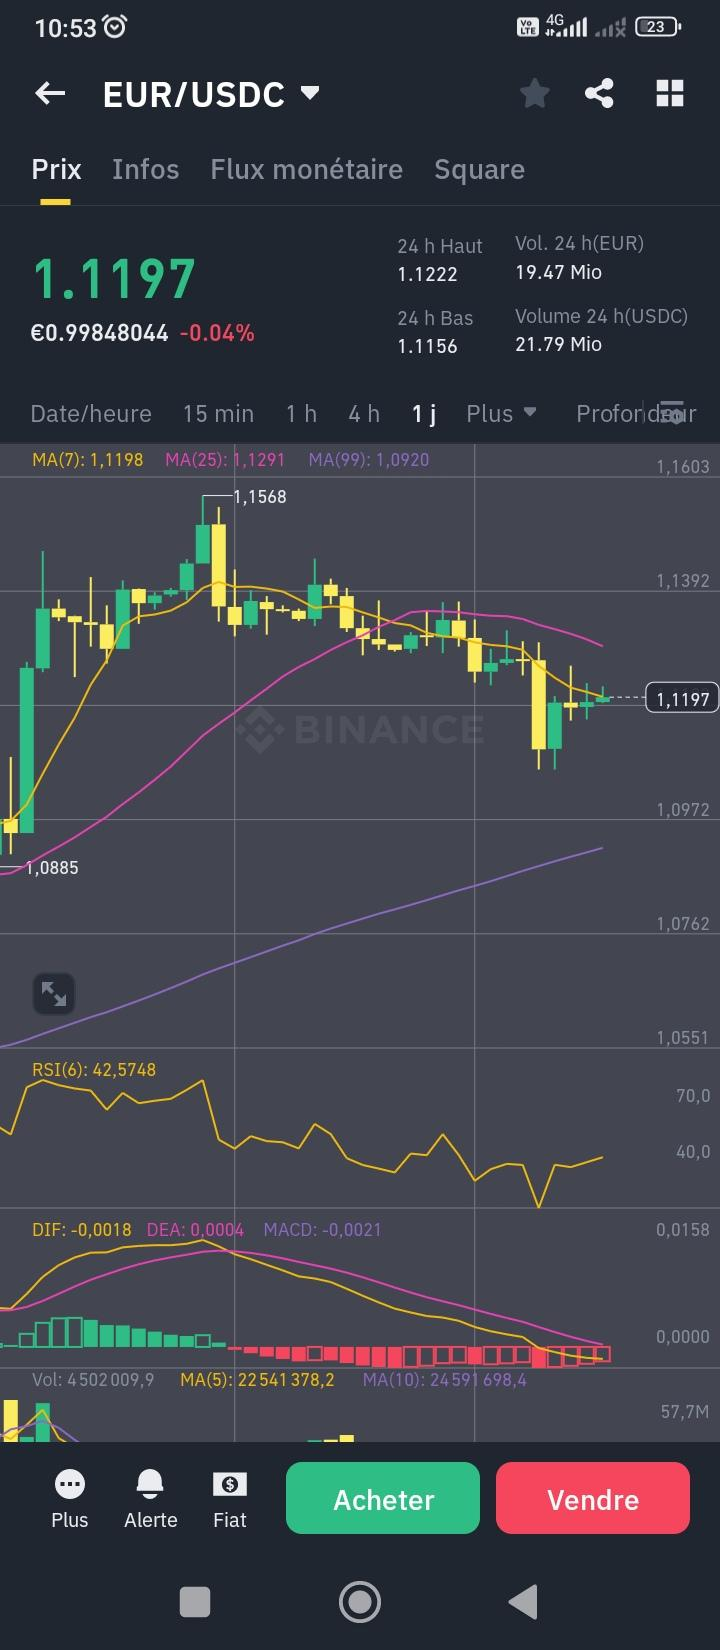 10:53 Vo LTE 4G 23
EUR/USDC
Prix Infos Flux monétaire Square
1.1197
€0.99848044 -0.04%
24 h Haut
1.1222
24 h Bas
1.1156
Vol. 24 h(EUR)
19.47 Mio
Volume 24 h(USDC)
21.79 Mio
Date/heure 15 min 1 h 4 h 1 j Plus Profondeur
MA(7): 1,1198 MA(25): 1,1291 MA(99): 1,0920
1,1603
1,1568
1,1392
1,1197
BINANCE
1,0972
1,0885
1,0762
1,0551
RSI(6): 42,5748
70,0
40,0
DIF: -0,0018 DEA: 0,0004 MACD: -0,0021
0,0158
0,0000
Vol: 4 502 009,9 MA(5): 22 541 378,2 MA(10): 24 591 698,4
57,7M
Plus Alerte Fiat Acheter Vendre